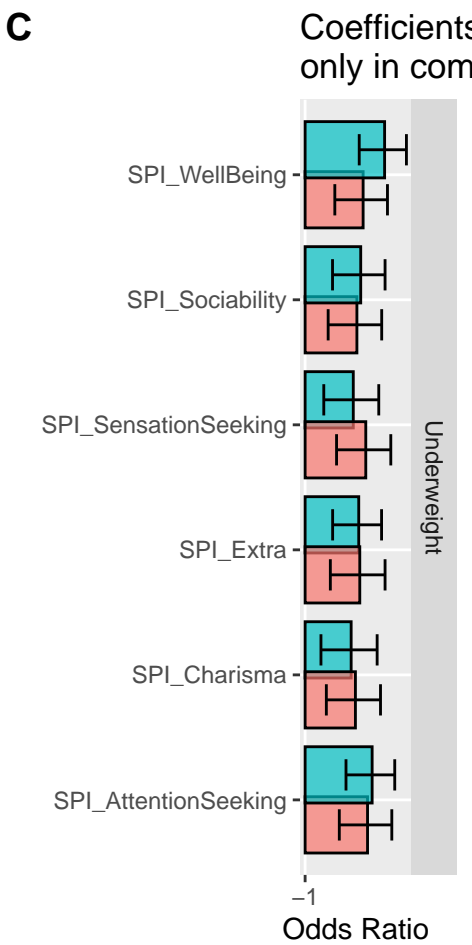 C
Coefficients
only in com
SPI_WellBeing
SPI_Sociability
SPI_SensationSeeking
SPI_Extra
SPI_Charisma
SPI_AttentionSeeking
Underweight
−1
Odds Ratio